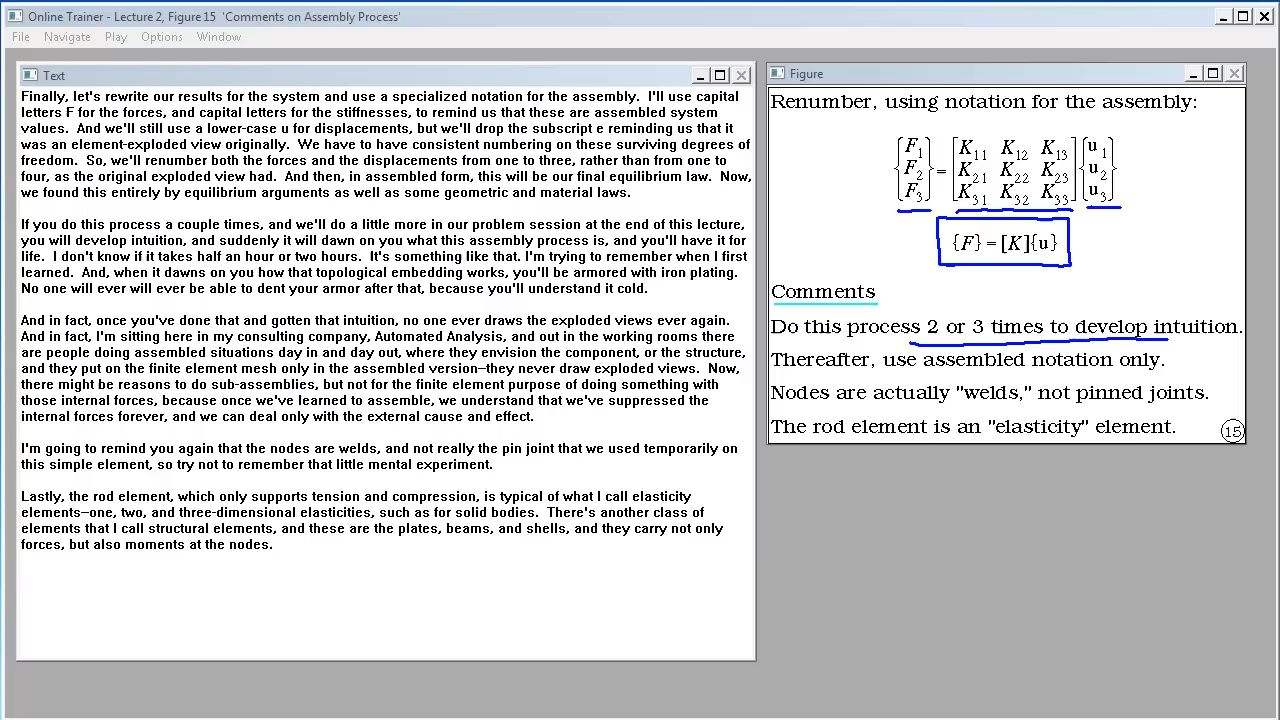 Online Trainer - Lecture 2, Figure 15  'Comments on Assembly Process'
File Navigate Play Options Window
Text
Finally, let's rewrite our results for the system and use a specialized notation for the assembly.  I'll use capital
letters F for the forces, and capital letters for the stiffnesses, to remind us that these are assembled system
values.  And we'll still use a lower-case u for displacements, but we'll drop the subscript e reminding us that it
was an element-exploded view originally.  We have to have consistent numbering on these surviving degrees of
freedom.  So, we'll renumber both the forces and the displacements from one to three, rather than from one to
four, as the original exploded view had.  And then, in assembled form, this will be our final equilibrium law.  Now,
we found this entirely by equilibrium arguments as well as some geometric and material laws.
If you do this process a couple times, and we'll do a little more in our problem session at the end of this lecture,
you will develop intuition, and suddenly it will dawn on you what this assembly process is, and you'll have it for
life.  I don't know if it takes half an hour or two hours.  It's something like that. I'm trying to remember when I first
learned.  And, when it dawns on you how that topological embedding works, you'll be armored with iron plating.
No one will ever will ever be able to dent your armor after that, because you'll understand it cold.
And in fact, once you've done that and gotten that intuition, no one ever draws the exploded views ever again.
And in fact, I'm sitting here in my consulting company, Automated Analysis, and out in the working rooms there
are people doing assembled situations day in and day out, where they envision the component, or the structure,
and they put on the finite element mesh only in the assembled version–they never draw exploded views.  Now,
there might be reasons to do sub-assemblies, but not for the finite element purpose of doing something with
those internal forces, because once we've learned to assemble, we understand that we've suppressed the
internal forces forever, and we can deal only with the external cause and effect.
I'm going to remind you again that the nodes are welds, and not really the pin joint that we used temporarily on
this simple element, so try not to remember that little mental experiment.
Lastly, the rod element, which only supports tension and compression, is typical of what I call elasticity
elements–one, two, and three-dimensional elasticities, such as for solid bodies.  There's another class of
elements that I call structural elements, and these are the plates, beams, and shells, and they carry not only
forces, but also moments at the nodes.
Figure
Renumber, using notation for the assembly:
F1 K11 K12 K13 u1
F2 = K21 K22 K23 u2
F3 K31 K32 K33 u3
{F} = [K]{u}
Comments
Do this process 2 or 3 times to develop intuition.
Thereafter, use assembled notation only.
Nodes are actually "welds," not pinned joints.
The rod element is an "elasticity" element.
15